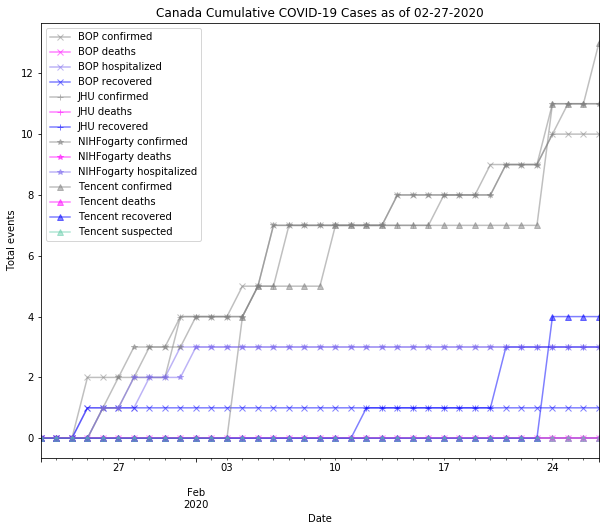 Canada Cumulative COVID-19 Cases as of 02-27-2020
BOP confirmed
BOP deaths
BOP hospitalized
BOP recovered
JHU confirmed
JHU deaths
JHU recovered
NIHFogarty confirmed
NIHFogarty deaths
NIHFogarty hospitalized
Tencent confirmed
Tencent deaths
Tencent recovered
Tencent suspected
Total events
12
10
8
6
4
2
0
27 03 10 17 24
Feb
2020
Date